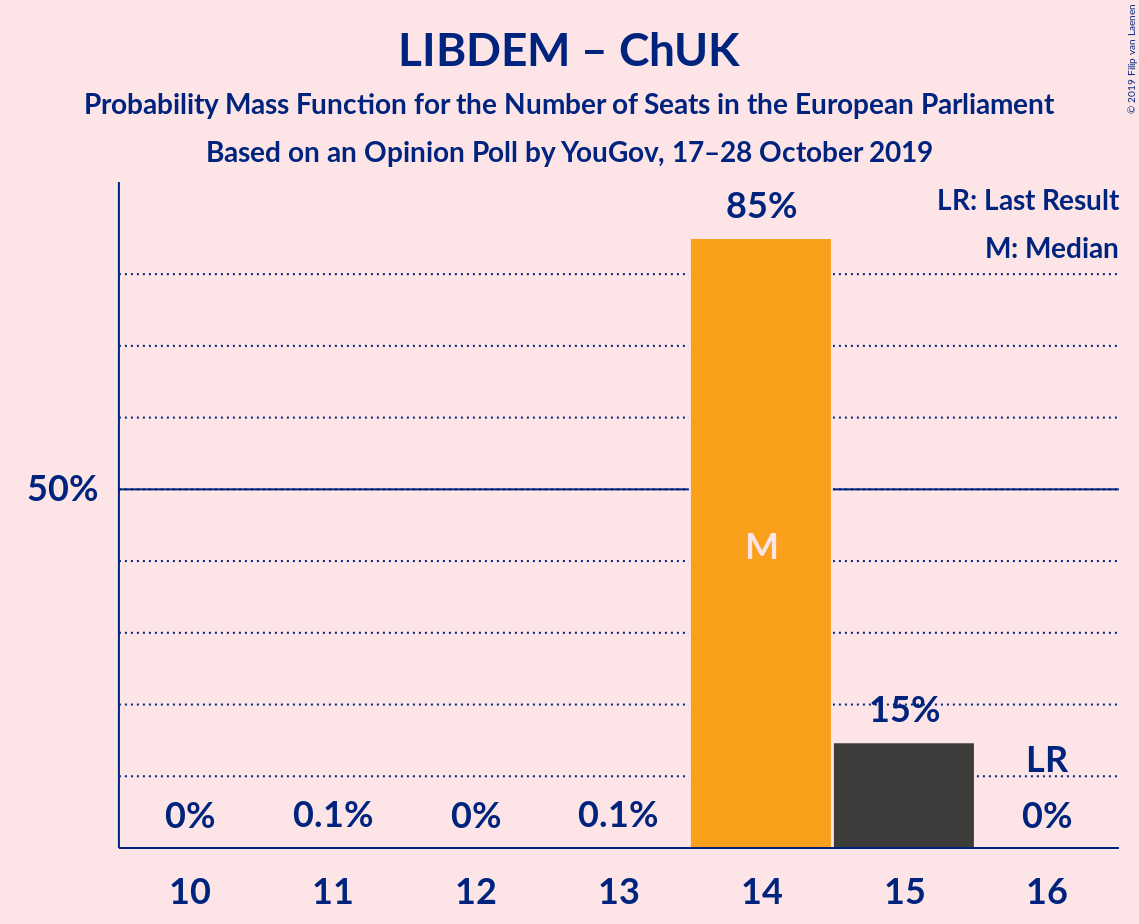 LIBDEM – ChUK
Probability Mass Function for the Number of Seats in the European Parliament
Based on an Opinion Poll by YouGov, 17–28 October 2019
© 2019 Filip van Laenen
LR: Last Result
M: Median
85%
50%
M
15%
LR
0%
0.1%
0%
0.1%
0%
10
11
12
13
14
15
16